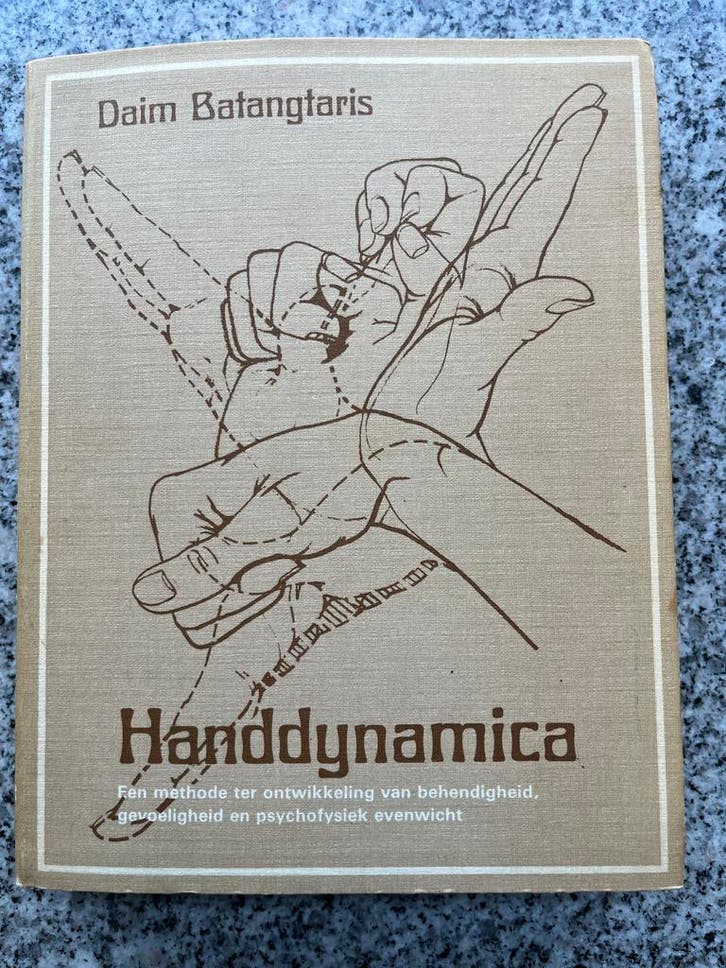 Daim Batangtaris
Handdynamica
Een methode ter ontwikkeling van behendigheid,
gevoeligheid en psychofysiek evenwicht